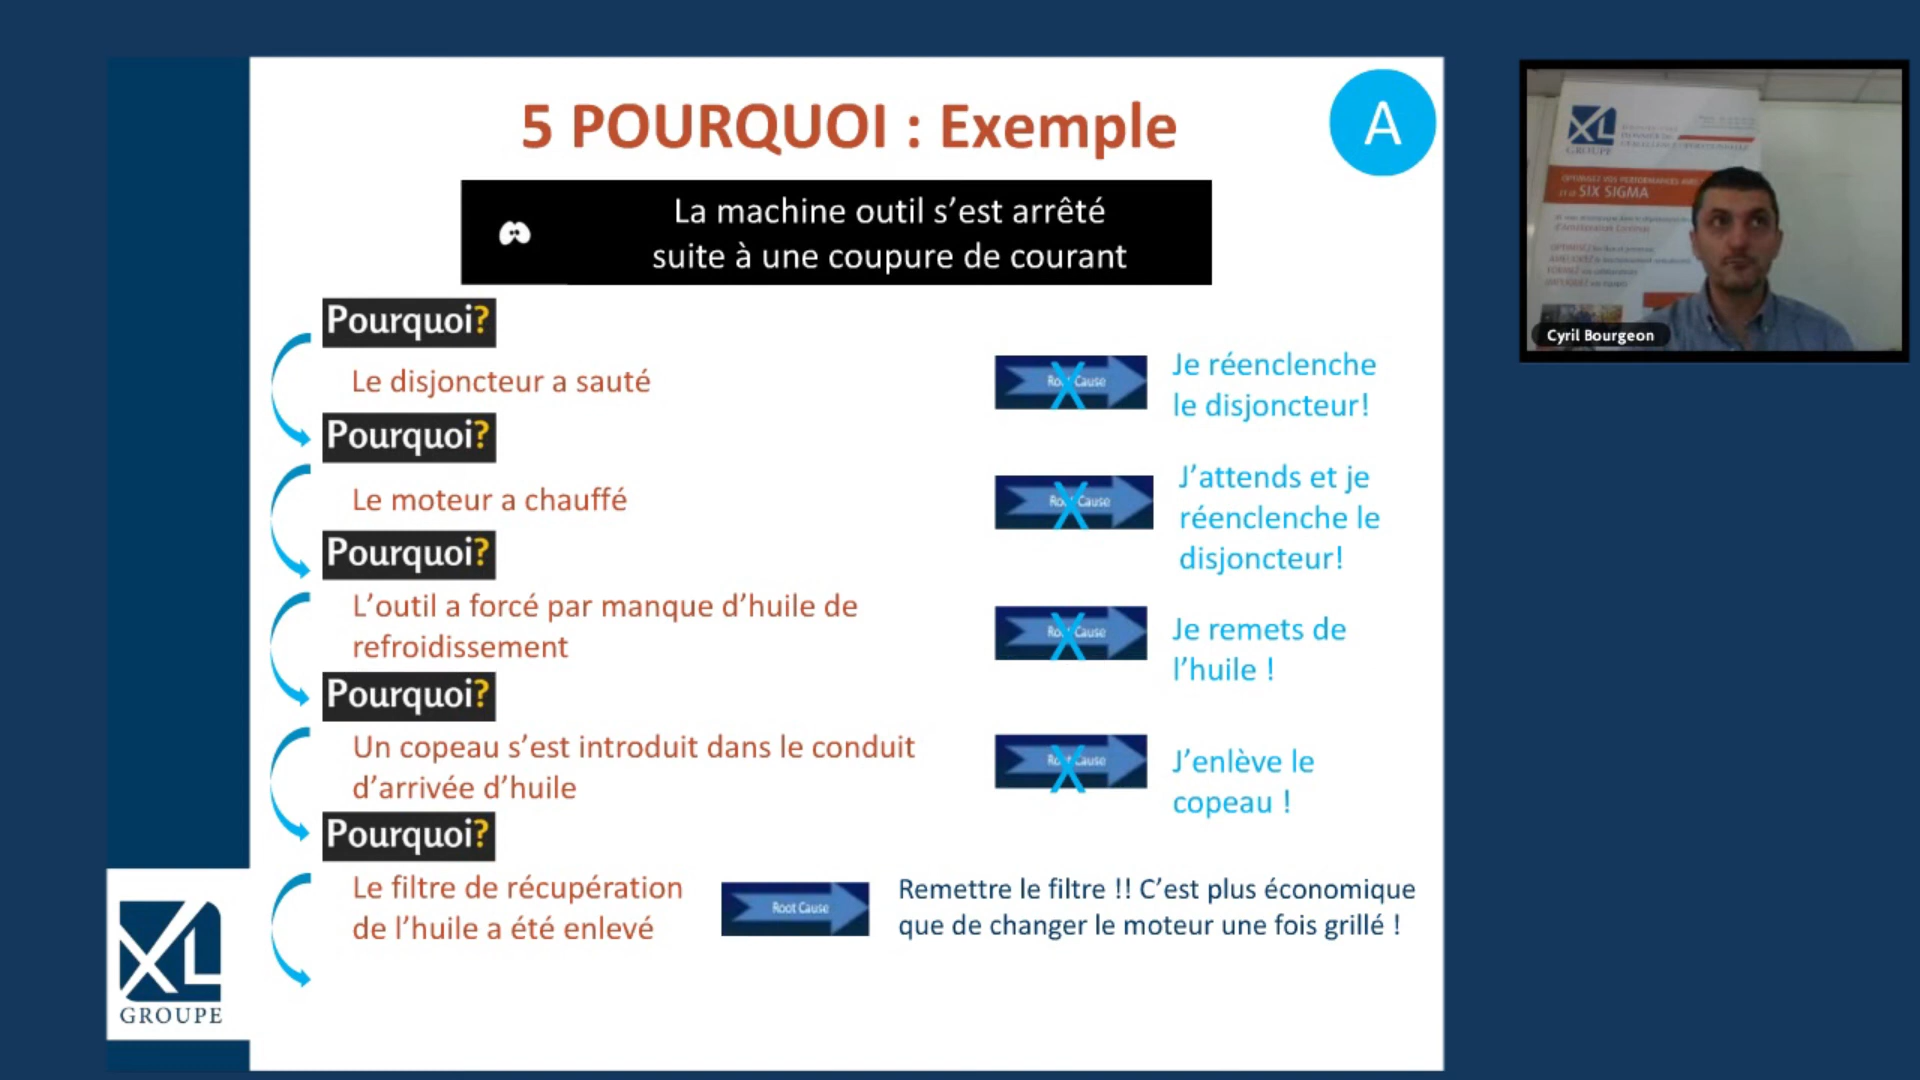 5 POURQUOI : Exemple
A
La machine outil s’est arrêté
suite à une coupure de courant
Pourquoi?
Le disjoncteur a sauté
Root Cause
X
Je réenclenche
le disjoncteur!
Pourquoi?
Le moteur a chauffé
Root Cause
X
J’attends et je
réenclenche le
disjoncteur!
Pourquoi?
L’outil a forcé par manque d’huile de
refroidissement
Root Cause
X
Je remets de
l’huile !
Pourquoi?
Un copeau s’est introduit dans le conduit
d’arrivée d’huile
Root Cause
X
J’enlève le
copeau !
Pourquoi?
Le filtre de récupération
de l’huile a été enlevé
Root Cause
Remettre le filtre !! C’est plus économique
que de changer le moteur une fois grillé !
XL
GROUPE
XL
GROUPE
SIX SIGMA
Cyril Bourgeon